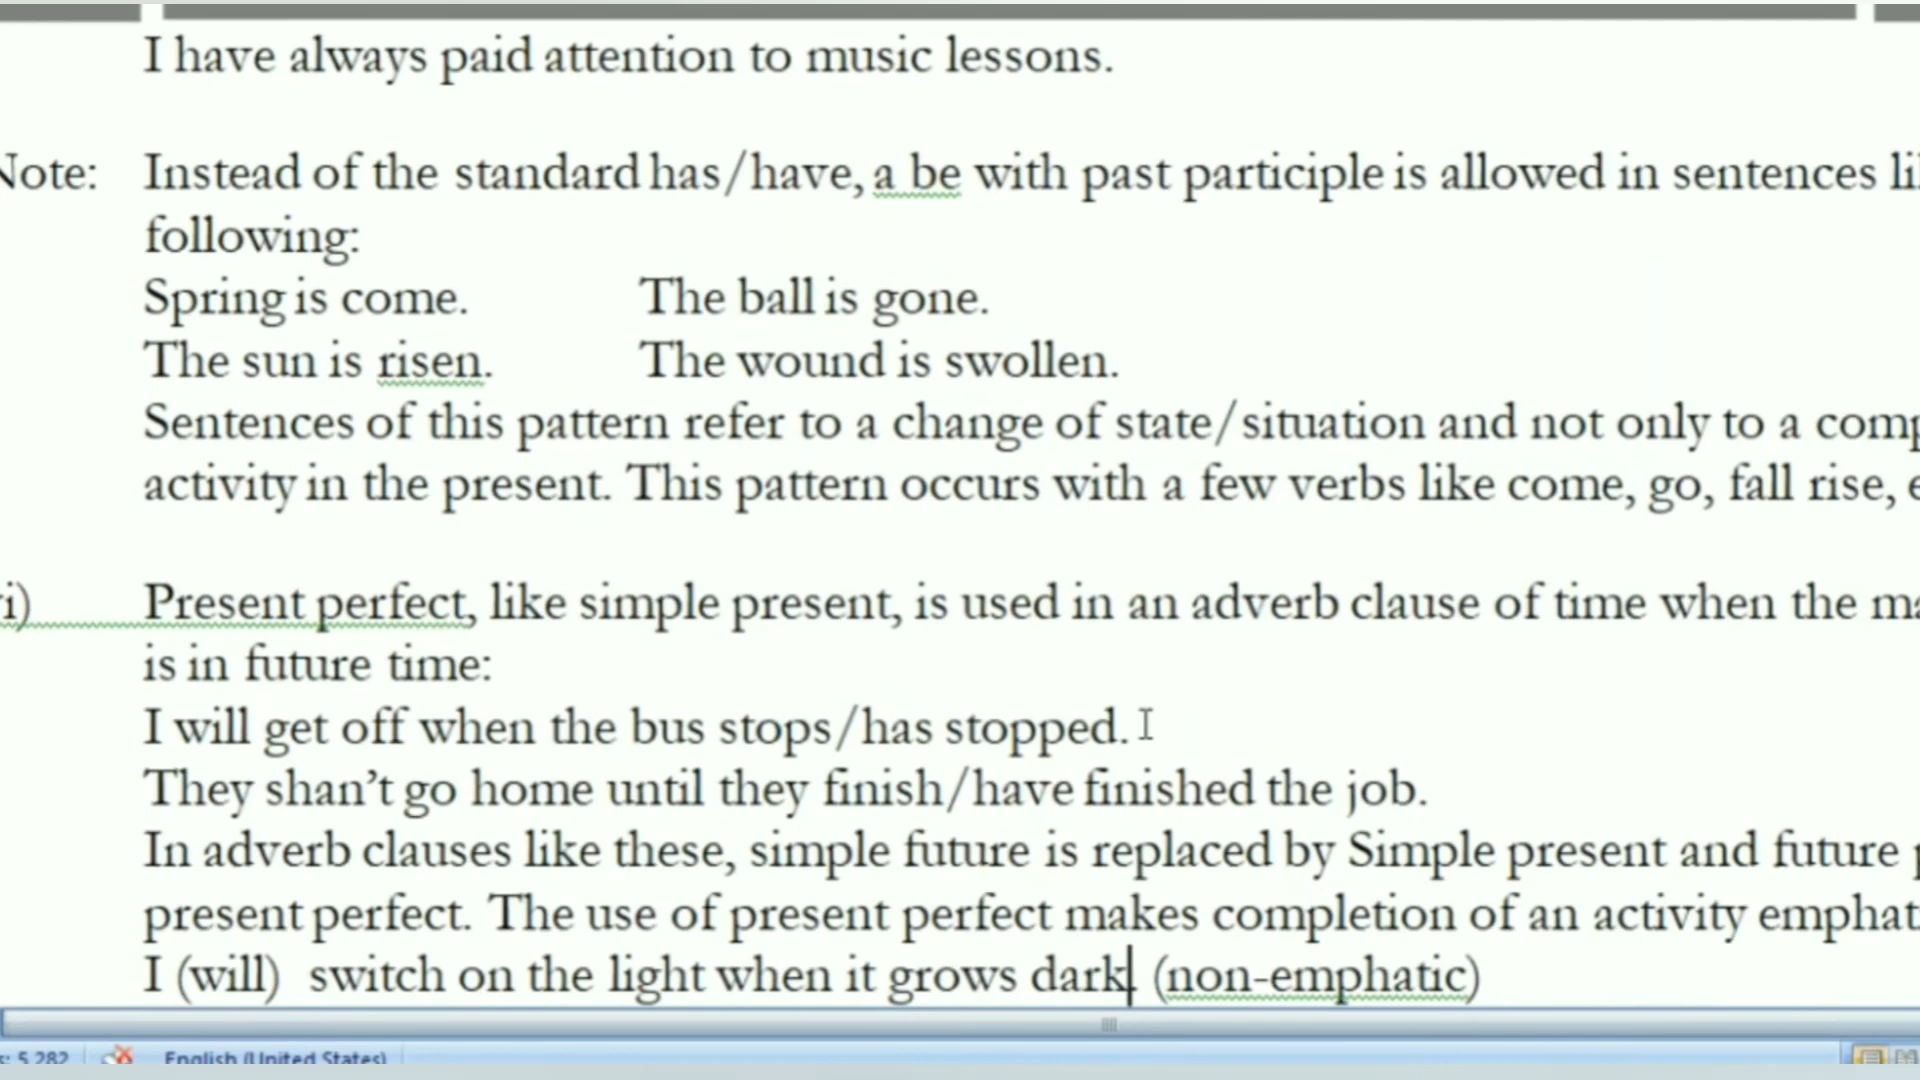 I have always paid attention to music lessons.
Note: Instead of the standard has/have, a be with past participle is allowed in sentences
following:
Spring is come. The ball is gone.
The sun is risen. The wound is swollen.
Sentences of this pattern refer to a change of state/situation and not only to a
activity in the present. This pattern occurs with a few verbs like come, go, fall rise,
Present perfect, like simple present, is used in an adverb clause of time when the
is in future time:
I will get off when the bus stops/has stopped.
They shan't go home until they finish/have finished the job.
In adverb clauses like these, simple future is replaced by Simple present and future
present perfect. The use of present perfect makes completion of an activity
I (will) switch on the light when it grows dark. (non-emphatic)
5,282 English (United States)